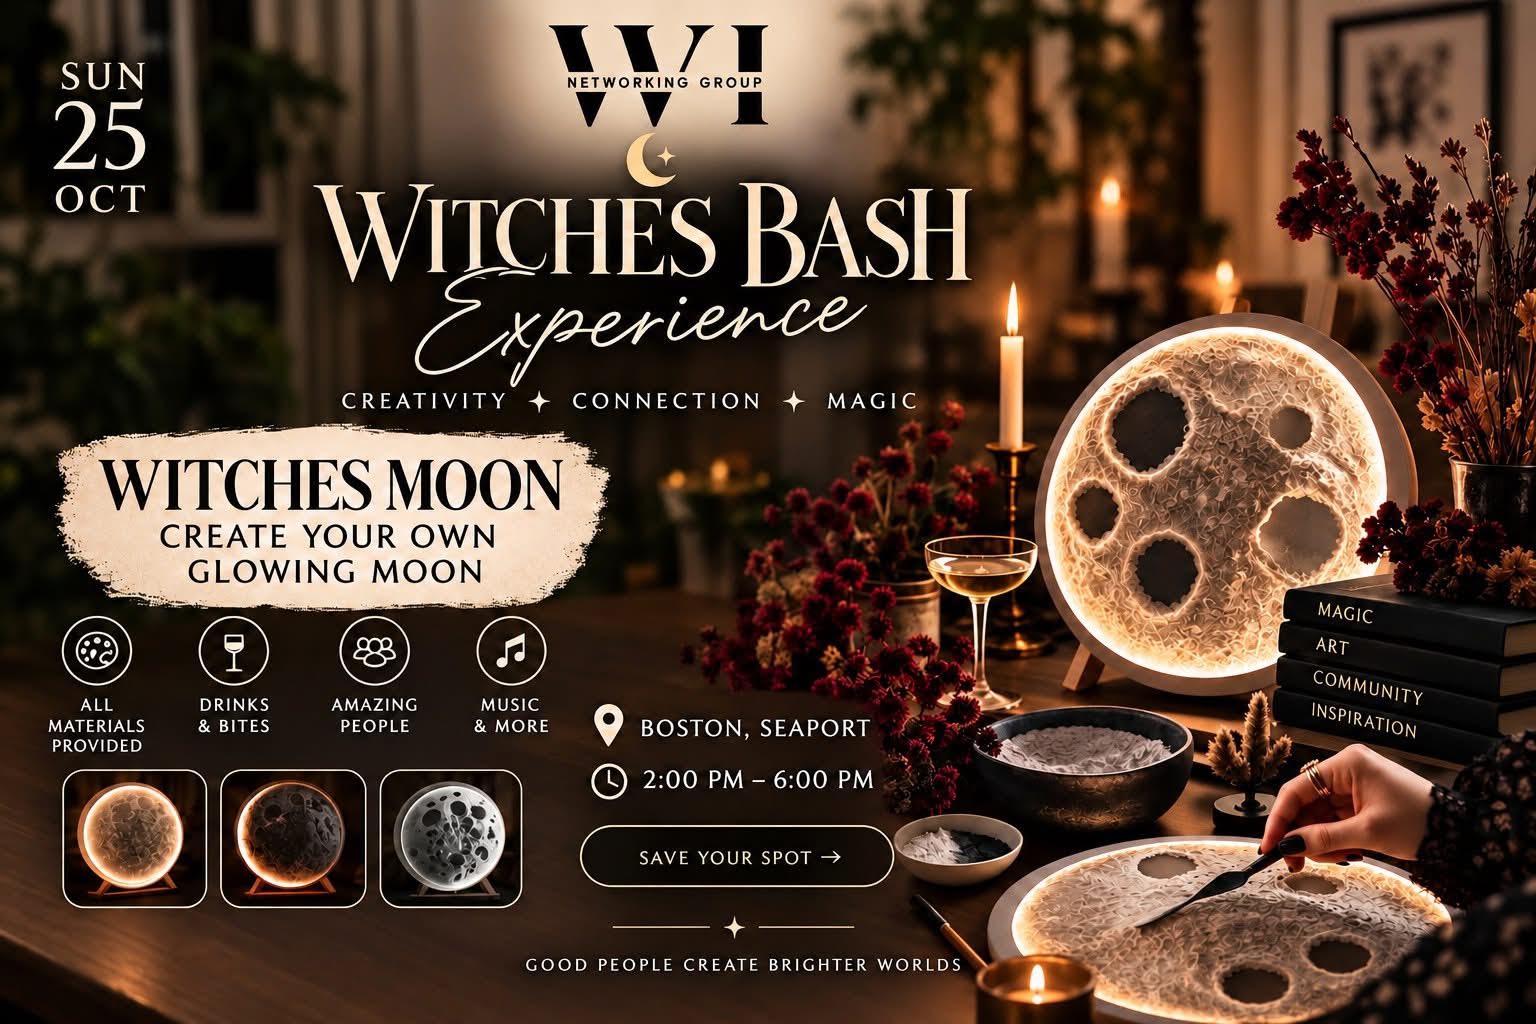 SUN
25
OCT
WI
NETWORKING GROUP
WITCHES BASH
Experience
CREATIVITY CONNECTION MAGIC
WITCHES MOON
CREATE YOUR OWN
GLOWING MOON
ALL
MATERIALS
PROVIDED
DRINKS
& BITES
AMAZING
PEOPLE
MUSIC
& MORE
BOSTON, SEAPORT
2:00 PM – 6:00 PM
SAVE YOUR SPOT →
GOOD PEOPLE CREATE BRIGHTER WORLDS
MAGIC
ART
COMMUNITY
INSPIRATION